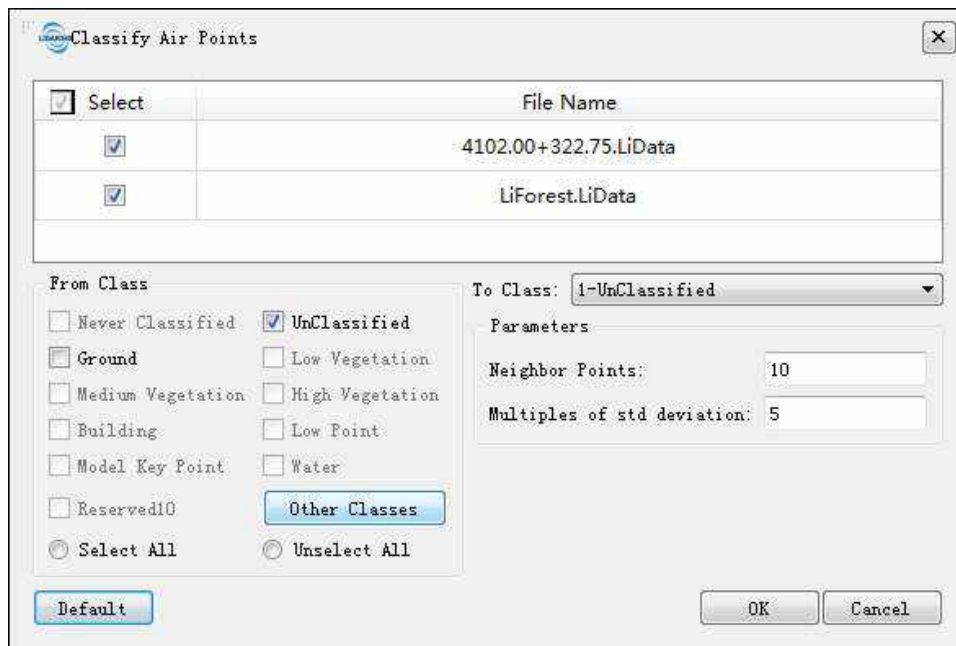 Classify Air Points
Select File Name
4102.00+322.75.LiData
LiForest.LiData
From Class
Never Classified UnClassified
Ground Low Vegetation
Medium Vegetation High Vegetation
Building Low Point
Model Key Point Water
Reserved10 Other Classes
Select All Unselect All
To Class: 1-UnClassified
Parameters
Neighbor Points: 10
Multiples of std deviation: 5
Default OK Cancel